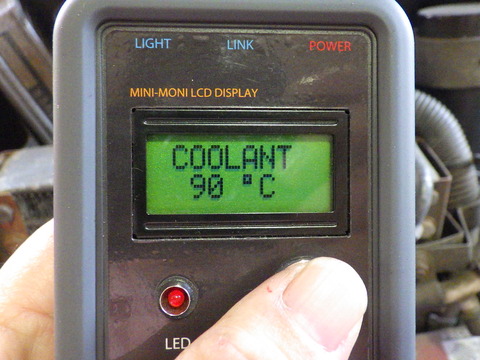 LIGHT LINK POWER
MINI-MONI LCD DISPLAY
COOLANT
90 °C
LED